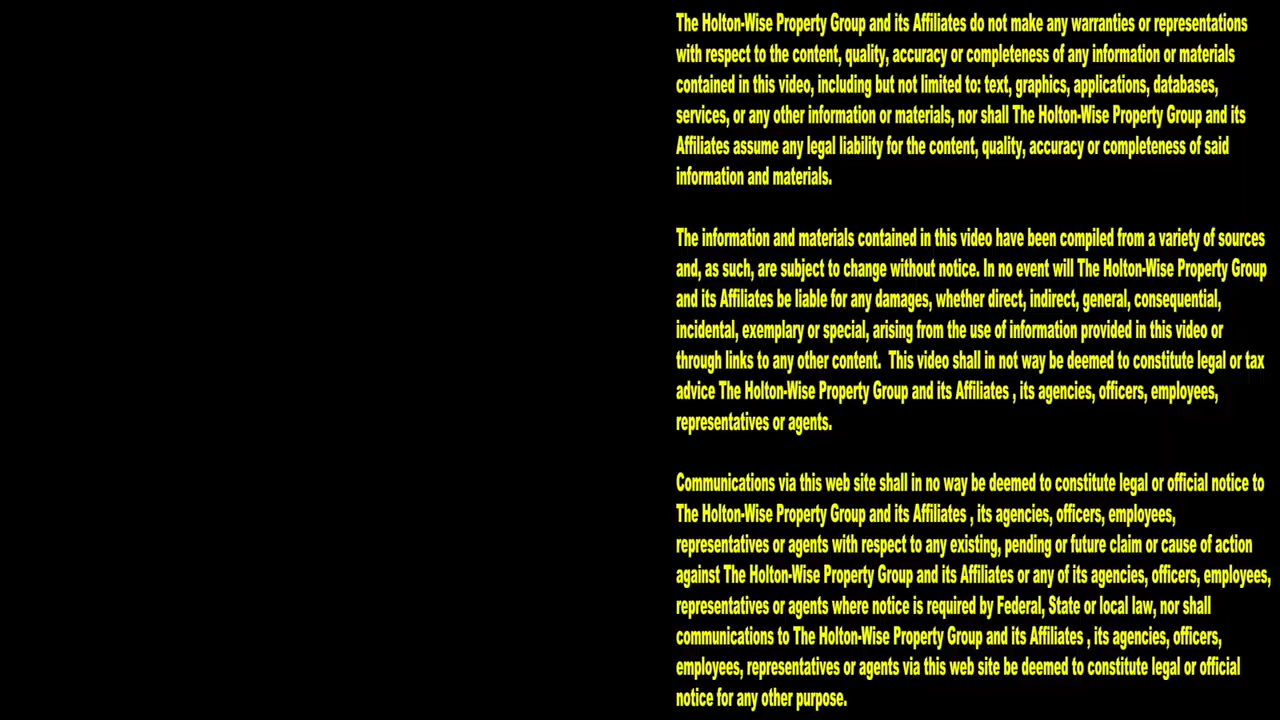 The Holton-Wise Property Group and its Affiliates do not make any warranties or representations
with respect to the content, quality, accuracy or completeness of any information or materials
contained in this video, including but not limited to: text, graphics, applications, databases,
services, or any other information or materials, nor shall The Holton-Wise Property Group and its
Affiliates assume any legal liability for the content, quality, accuracy or completeness of said
information and materials.
The information and materials contained in this video have been compiled from a variety of sources
and, as such, are subject to change without notice. In no event will The Holton-Wise Property Group
and its Affiliates be liable for any damages, whether direct, indirect, general, consequential,
incidental, exemplary or special, arising from the use of information provided in this video or
through links to any other content. This video shall in not way be deemed to constitute legal or tax
advice The Holton-Wise Property Group and its Affiliates , its agencies, officers, employees,
representatives or agents.
Communications via this web site shall in no way be deemed to constitute legal or official notice to
The Holton-Wise Property Group and its Affiliates , its agencies, officers, employees,
representatives or agents with respect to any existing, pending or future claim or cause of action
against The Holton-Wise Property Group and its Affiliates or any of its agencies, officers, employees,
representatives or agents where notice is required by Federal, State or local law, nor shall
communications to The Holton-Wise Property Group and its Affiliates , its agencies, officers,
employees, representatives or agents via this web site be deemed to constitute legal or official
notice for any other purpose.